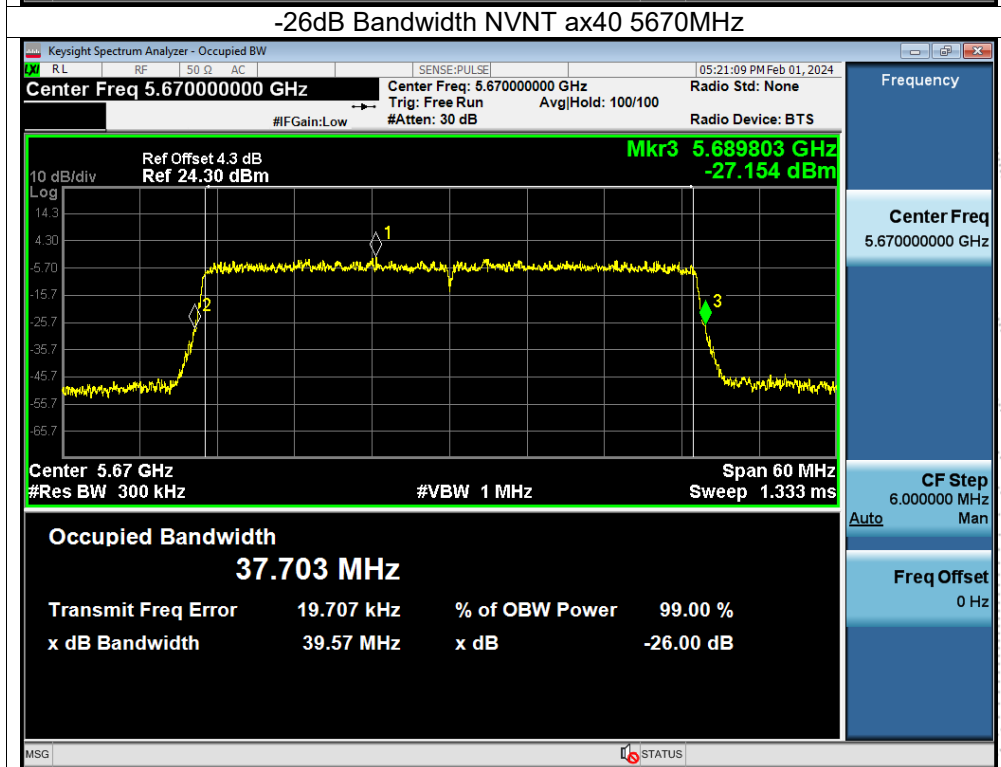 -26dB Bandwidth NVNT ax40 5670MHz
Keysight Spectrum Analyzer - Occupied BW
LXI RL RF 50 Ω AC SENSE:PULSE 05:21:09 PM Feb 01, 2024
Center Freq 5.670000000 GHz Center Freq: 5.670000000 GHz Radio Std: None
Trig: Free Run Avg|Hold: 100/100
#IFGain:Low #Atten: 30 dB Radio Device: BTS
Frequency
Mkr3 5.689803 GHz
-27.154 dBm
Ref Offset 4.3 dB
10 dB/div Ref 24.30 dBm
Log
14.3
4.30
-5.70
-15.7
-25.7
-35.7
-45.7
-55.7
-65.7
1
2
3
Center 5.67 GHz Span 60 MHz
#Res BW 300 kHz #VBW 1 MHz Sweep 1.333 ms
Center Freq
5.670000000 GHz
CF Step
6.000000 MHz
Auto Man
Freq Offset
0 Hz
Occupied Bandwidth
37.703 MHz
Transmit Freq Error 19.707 kHz % of OBW Power 99.00 %
x dB Bandwidth 39.57 MHz x dB -26.00 dB
MSG STATUS